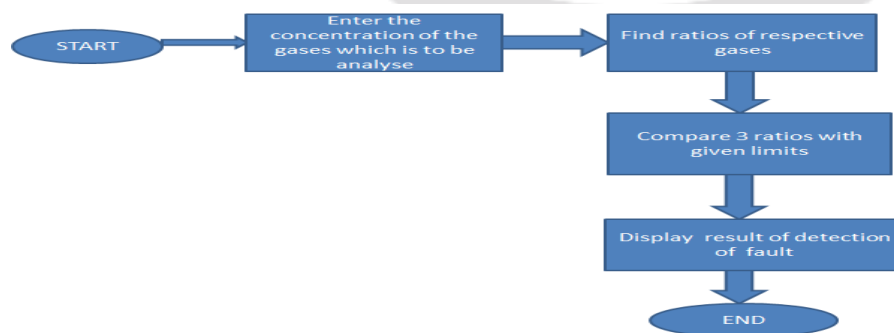 START
Enter the
concentration of the
gases which is to be
analyse
Find ratios of respective
gases
Compare 3 ratios with
given limits
Display result of detection
of fault
END